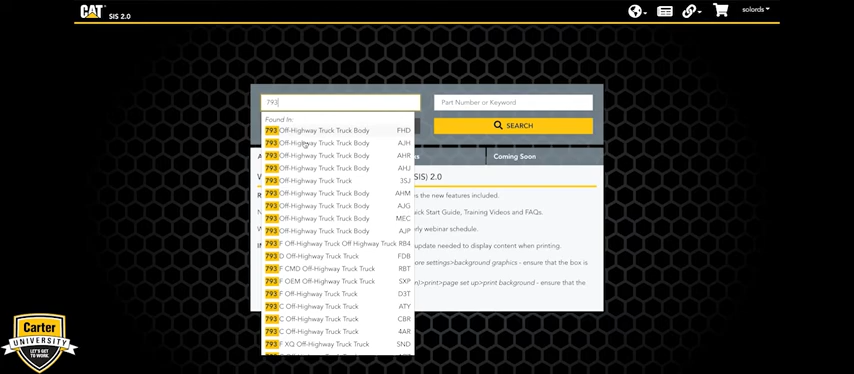 CAT SIS 2.0
solords
793
Part Number or Keyword
SEARCH
Found In:
793 Off-Highway Truck Truck Body FHD
793 Off-Highway Truck Truck Body AJH
793 Off-Highway Truck Truck Body AHR
793 Off-Highway Truck Truck Body AHJ
793 Off-Highway Truck Truck 3SJ
793 Off-Highway Truck Truck Body AHM
793 Off-Highway Truck Truck Body AJG
793 Off-Highway Truck Truck Body MEC
793 Off-Highway Truck Truck Body AJP
793 F Off-Highway Truck Off Highway Truck RB4
793 D Off-Highway Truck Truck FDB
793 F CMD Off-Highway Truck Truck RBT
793 F OEM Off-Highway Truck Truck SXP
793 F Off-Highway Truck Truck D3T
793 C Off-Highway Truck Truck ATY
793 C Off-Highway Truck Truck CBR
793 C Off-Highway Truck Truck 4AR
793 F XQ Off-Highway Truck Truck SND
Coming Soon
SIS) 2.0
s the new features included.
ick Start Guide, Training Videos and FAQs.
rly webinar schedule.
update needed to display content when printing.
ore settings>background graphics - ensure that the box is
n)>print>page set up>print background - ensure that the
Carter
UNIVERSITY
LET'S GET
TO WORK.